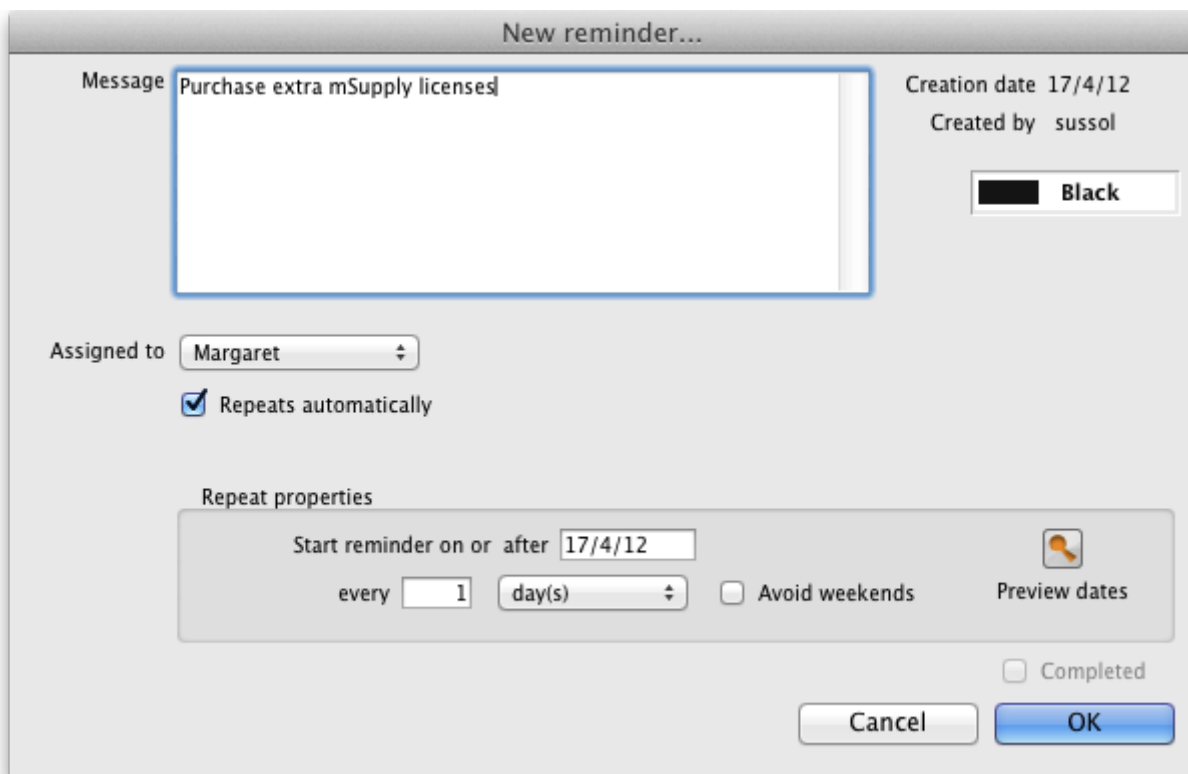 New reminder...
Message Purchase extra mSupply licenses Creation date 17/4/12
Created by sussol
Black
Assigned to Margaret
Repeats automatically
Repeat properties
Start reminder on or after 17/4/12
every 1 day(s) Avoid weekends Preview dates
Completed
Cancel OK